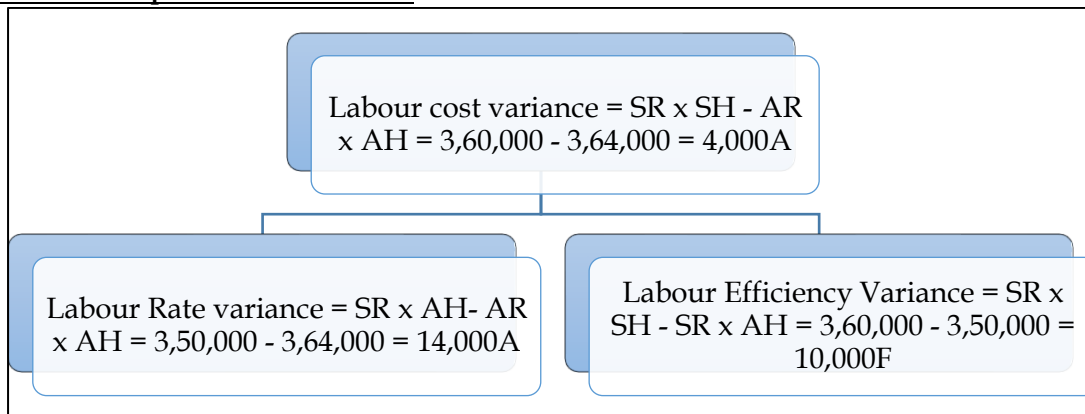 Labour cost variance = SR x SH - AR
x AH = 3,60,000 - 3,64,000 = 4,000A
Labour Rate variance = SR x AH- AR
x AH = 3,50,000 - 3,64,000 = 14,000A
Labour Efficiency Variance = SR x
SH - SR x AH = 3,60,000 - 3,50,000 =
10,000F